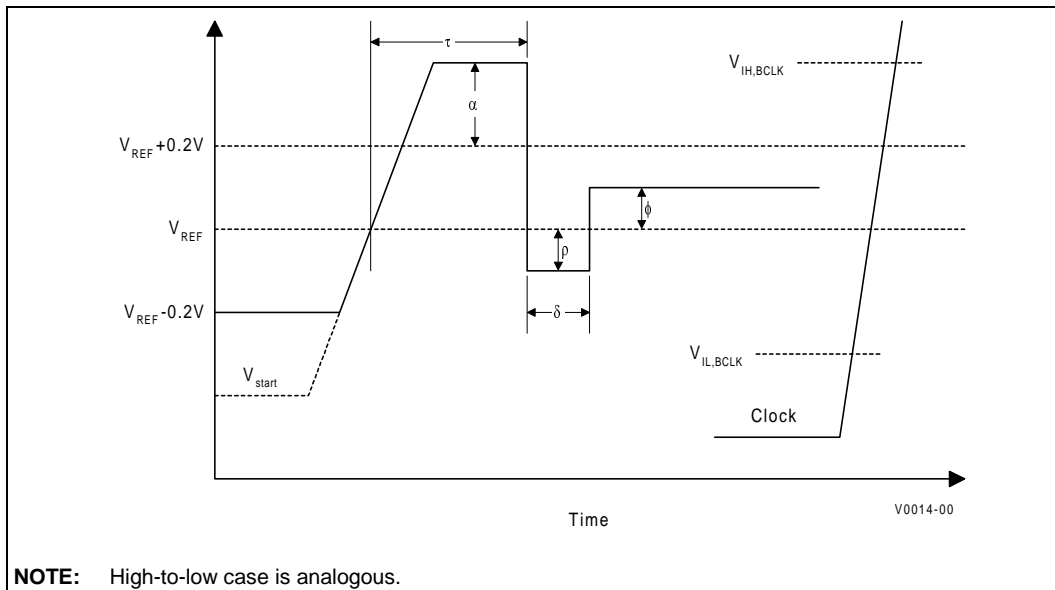 τ
V_IH,BCLK
α
V_REF+0.2V
ϕ
V_REF
ρ
V_REF-0.2V
δ
V_IL,BCLK
V_start
Clock
Time
V0014-00
NOTE: High-to-low case is analogous.